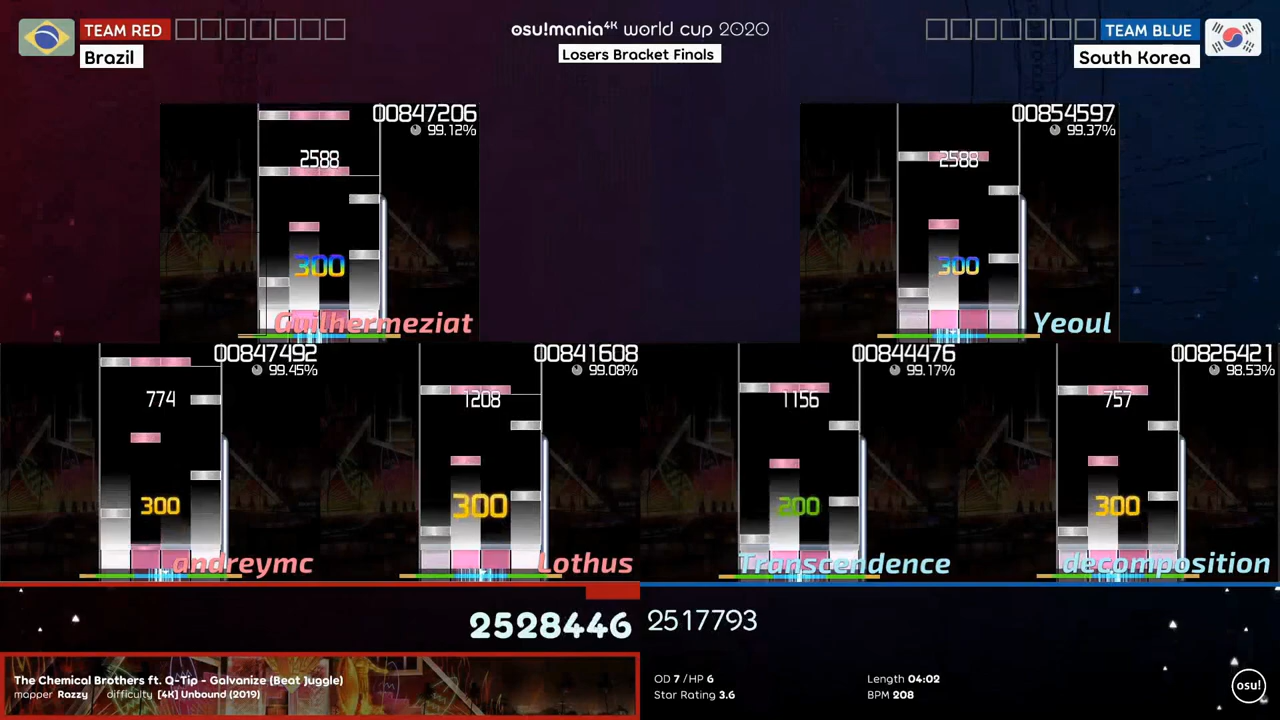 TEAM RED
Brazil
osu!mania4K world cup 2020
Losers Bracket Finals
TEAM BLUE
South Korea
00847206
99.12%
2588
300
Guilhermeziat
00854597
99.37%
2588
300
Yeoul
00847492
99.45%
774
300
andreymc
00841608
99.08%
1208
300
Lothus
00844476
99.17%
1156
200
Transcendence
00826421
98.53%
757
300
decomposition
2528446
2517793
The Chemical Brothers ft. Q-Tip - Galvanize (Beat Juggle)
mapper Rozzy difficulty [4K] Unbound (2019)
OD 7 / HP 6
Star Rating 3.6
Length 04:02
BPM 208
osu!